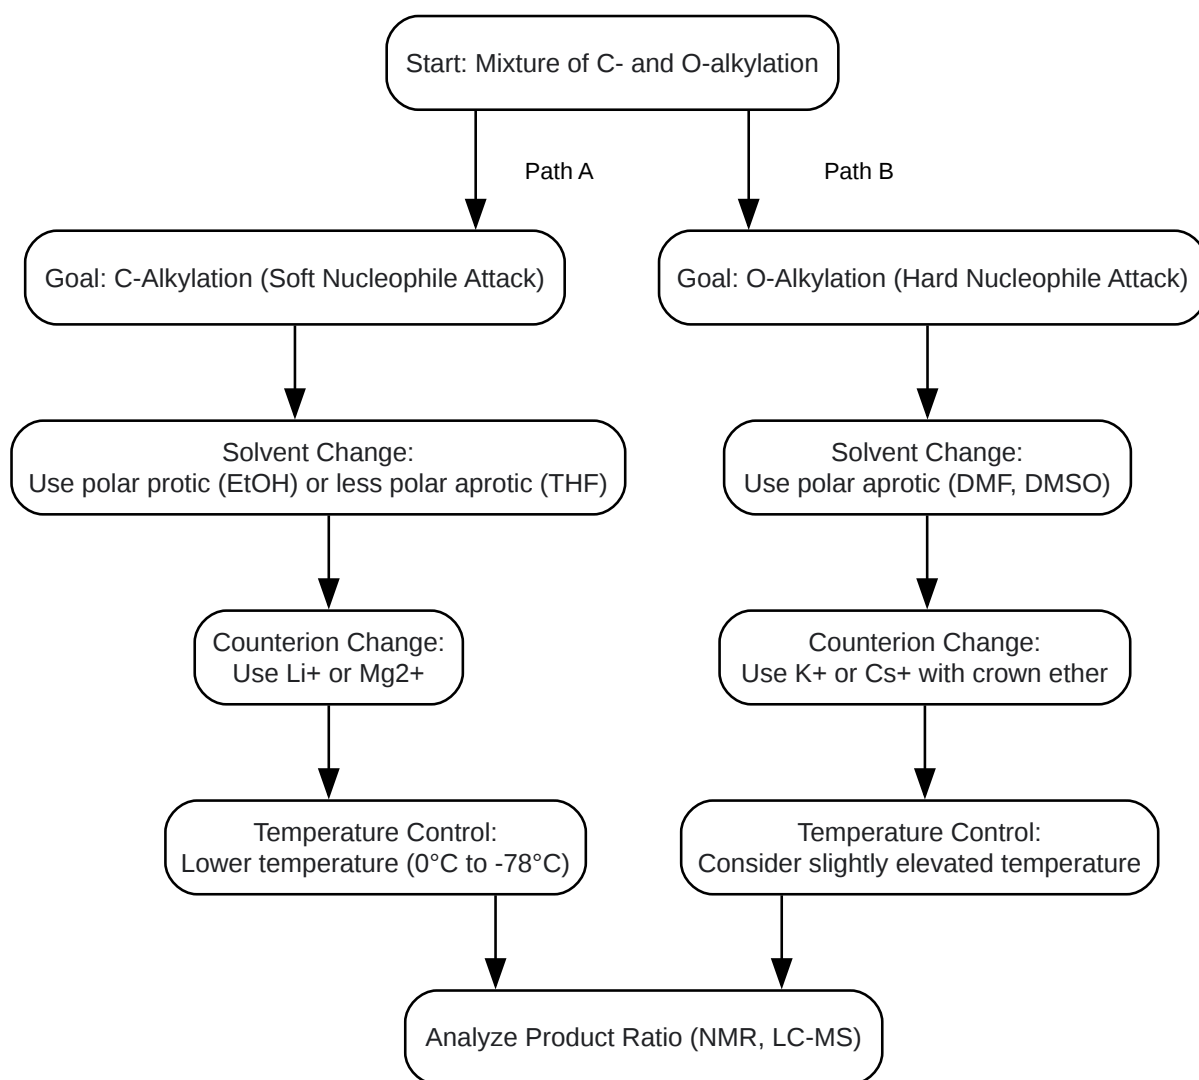 Start: Mixture of C- and O-alkylation
Path A
Path B
Goal: C-Alkylation (Soft Nucleophile Attack)
Goal: O-Alkylation (Hard Nucleophile Attack)
Solvent Change:
Use polar protic (EtOH) or less polar aprotic (THF)
Solvent Change:
Use polar aprotic (DMF, DMSO)
Counterion Change:
Use Li+ or Mg2+
Counterion Change:
Use K+ or Cs+ with crown ether
Temperature Control:
Lower temperature (0°C to -78°C)
Temperature Control:
Consider slightly elevated temperature
Analyze Product Ratio (NMR, LC-MS)